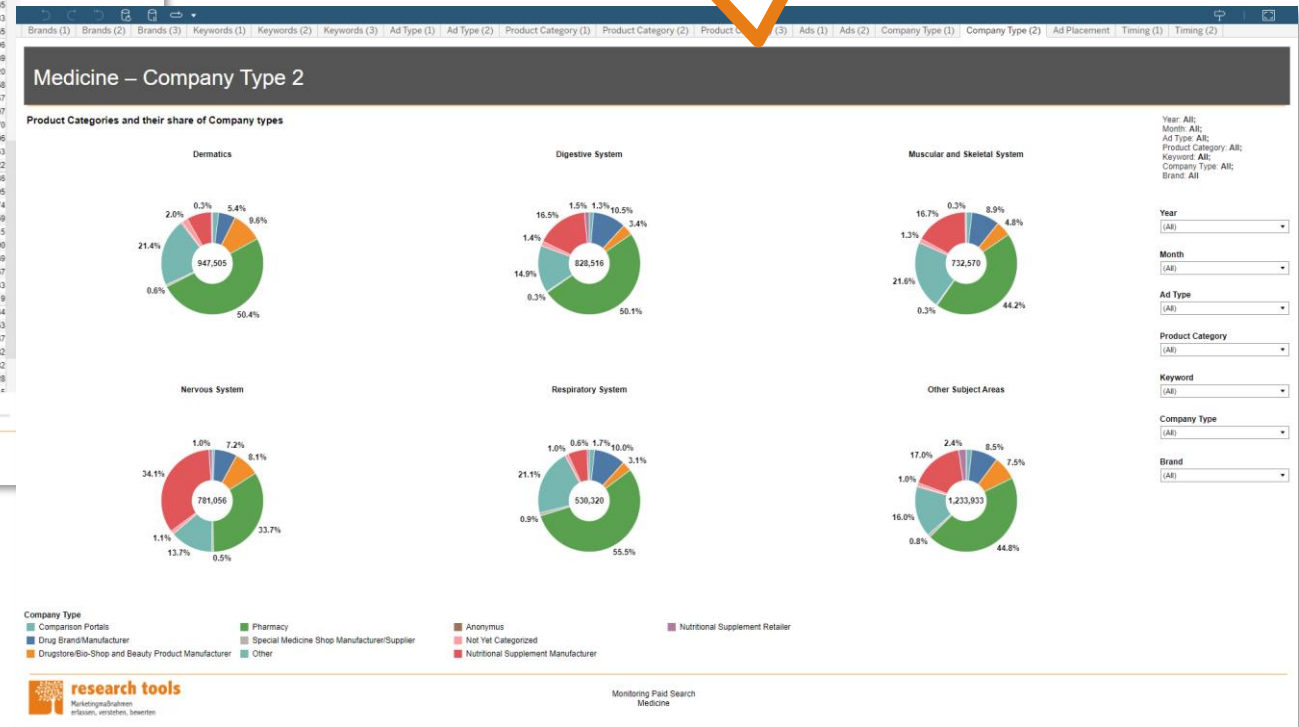 Brands (1) Brands (2) Brands (3) Keywords (1) Keywords (2) Keywords (3) Ad Type (1) Ad Type (2) Product Category (1) Product Category (2) Product (3) Ads (1) Ads (2) Company Type (1) Company Type (2) Ad Placement Timing (1) Timing (2)
Medicine – Company Type 2
Product Categories and their share of Company types
Year: All;
Month: All;
Ad Type: All;
Product Category: All;
Keyword: All;
Company Type: All;
Brand: All
Dermatics
0.3%
5.4%
2.0%
9.6%
21.4%
947,505
0.6%
50.4%
Digestive System
1.5% 1.3% 10.5%
16.5%
3.4%
1.4%
828,516
14.9%
0.3%
50.1%
Muscular and Skeletal System
0.3%
8.9%
16.7%
4.8%
1.3%
732,570
21.6%
0.3%
44.2%
Nervous System
1.0%
7.2%
8.1%
34.1%
781,056
33.7%
1.1%
13.7%
0.5%
Respiratory System
0.6% 1.7% 10.0%
1.0%
3.1%
21.1%
530,320
0.9%
55.5%
Other Subject Areas
2.4%
8.5%
17.0%
7.5%
1.0%
1,233,933
16.0%
0.8%
44.8%
Year
(All)
Month
(All)
Ad Type
(All)
Product Category
(All)
Keyword
(All)
Company Type
(All)
Brand
(All)
Company Type
Comparison Portals
Drug Brand/Manufacturer
Drugstore/Bio-Shop and Beauty Product Manufacturer
Pharmacy
Special Medicine Shop Manufacturer/Supplier
Other
Anonymus
Not Yet Categorized
Nutritional Supplement Manufacturer
Nutritional Supplement Retailer
research tools
Marketingmaßnahmen
erfassen, verstehen, bewerten
Monitoring Paid Search
Medicine